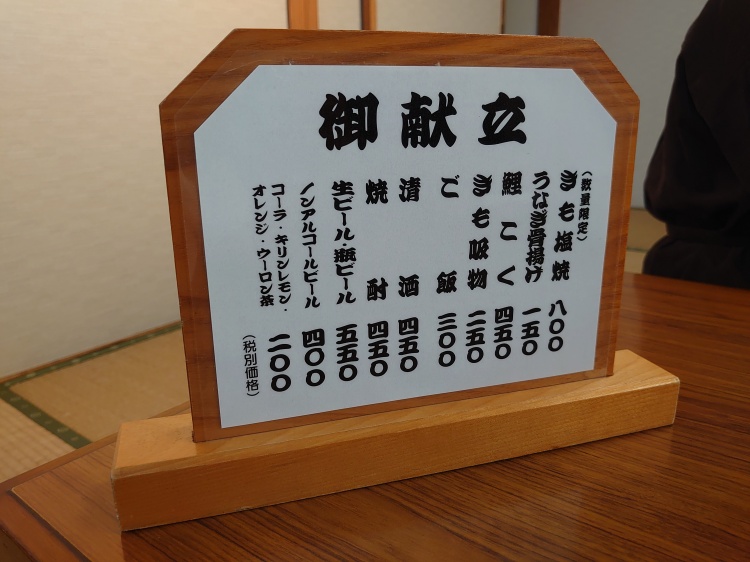 御献立
(数量限定)
きも塩焼 八〇〇
うなぎ骨揚げ 一五〇
鯉こく 四五〇
きも吸物 二五〇
ご飯 三〇〇
清酒 四五〇
焼酎 四五〇
生ビール・瓶ビール 五五〇
ノンアルコールビール 四〇〇
コーラ・キリンレモン・
オレンジ・ウーロン茶 二〇〇
(税別価格)